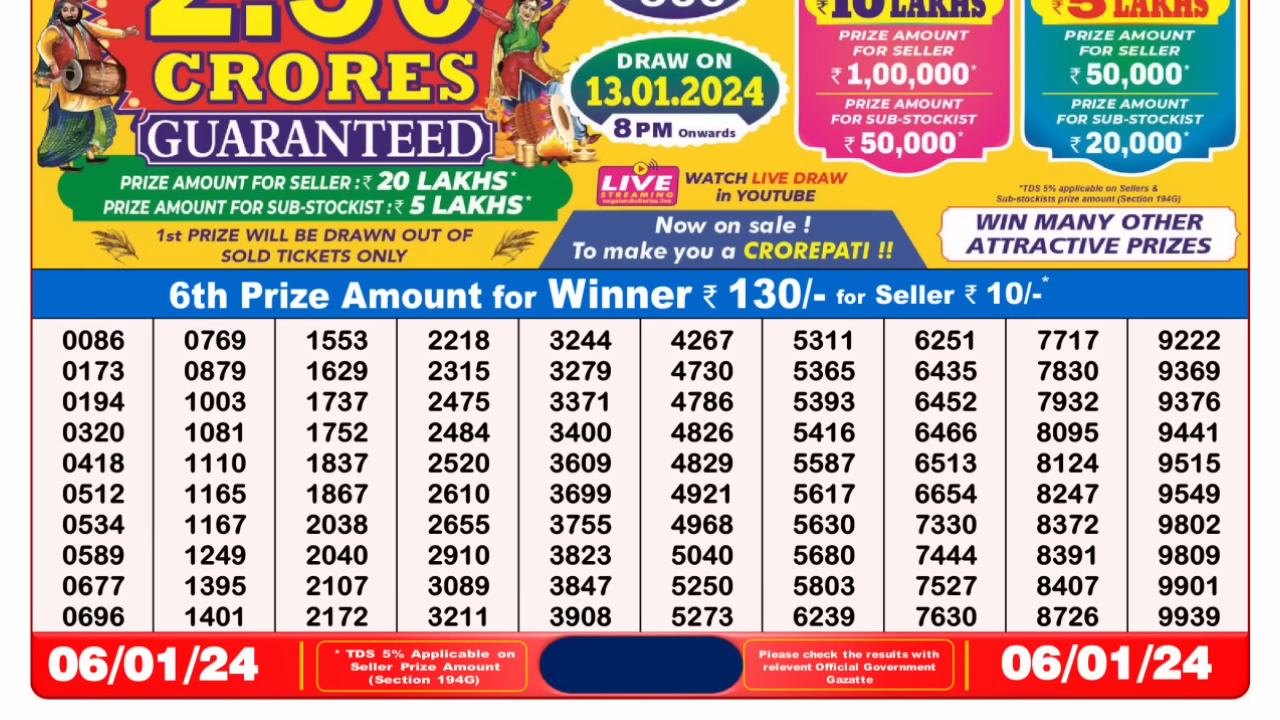 2.50
CRORES
GUARANTEED
PRIZE AMOUNT FOR SELLER :₹ 20 LAKHS*
PRIZE AMOUNT FOR SUB-STOCKIST :₹ 5 LAKHS*
1st PRIZE WILL BE DRAWN OUT OF
SOLD TICKETS ONLY
DRAW ON
13.01.2024
8PM Onwards
LIVE
STREAMING
WATCH LIVE DRAW
in YOUTUBE
Now on sale !
To make you a CROREPATI !!
₹10 LAKHS
PRIZE AMOUNT
FOR SELLER
₹1,00,000*
PRIZE AMOUNT
FOR SUB-STOCKIST
₹50,000*
₹5 LAKHS
PRIZE AMOUNT
FOR SELLER
₹50,000*
PRIZE AMOUNT
FOR SUB-STOCKIST
₹20,000*
*TDS 5% applicable on Sellers &
Sub-stockists prize amount (Section 194G)
WIN MANY OTHER
ATTRACTIVE PRIZES
6th Prize Amount for Winner ₹ 130/- for Seller ₹ 10/-*
0086 0769 1553 2218 3244 4267 5311 6251 7717 9222
0173 0879 1629 2315 3279 4730 5365 6435 7830 9369
0194 1003 1737 2475 3371 4786 5393 6452 7932 9376
0320 1081 1752 2484 3400 4826 5416 6466 8095 9441
0418 1110 1837 2520 3609 4829 5587 6513 8124 9515
0512 1165 1867 2610 3699 4921 5617 6654 8247 9549
0534 1167 2038 2655 3755 4968 5630 7330 8372 9802
0589 1249 2040 2910 3823 5040 5680 7444 8391 9809
0677 1395 2107 3089 3847 5250 5803 7527 8407 9901
0696 1401 2172 3211 3908 5273 6239 7630 8726 9939
06/01/24
* TDS 5% Applicable on
Seller Prize Amount
(Section 194G)
Please check the results with
relevent Official Government
Gazatte
06/01/24